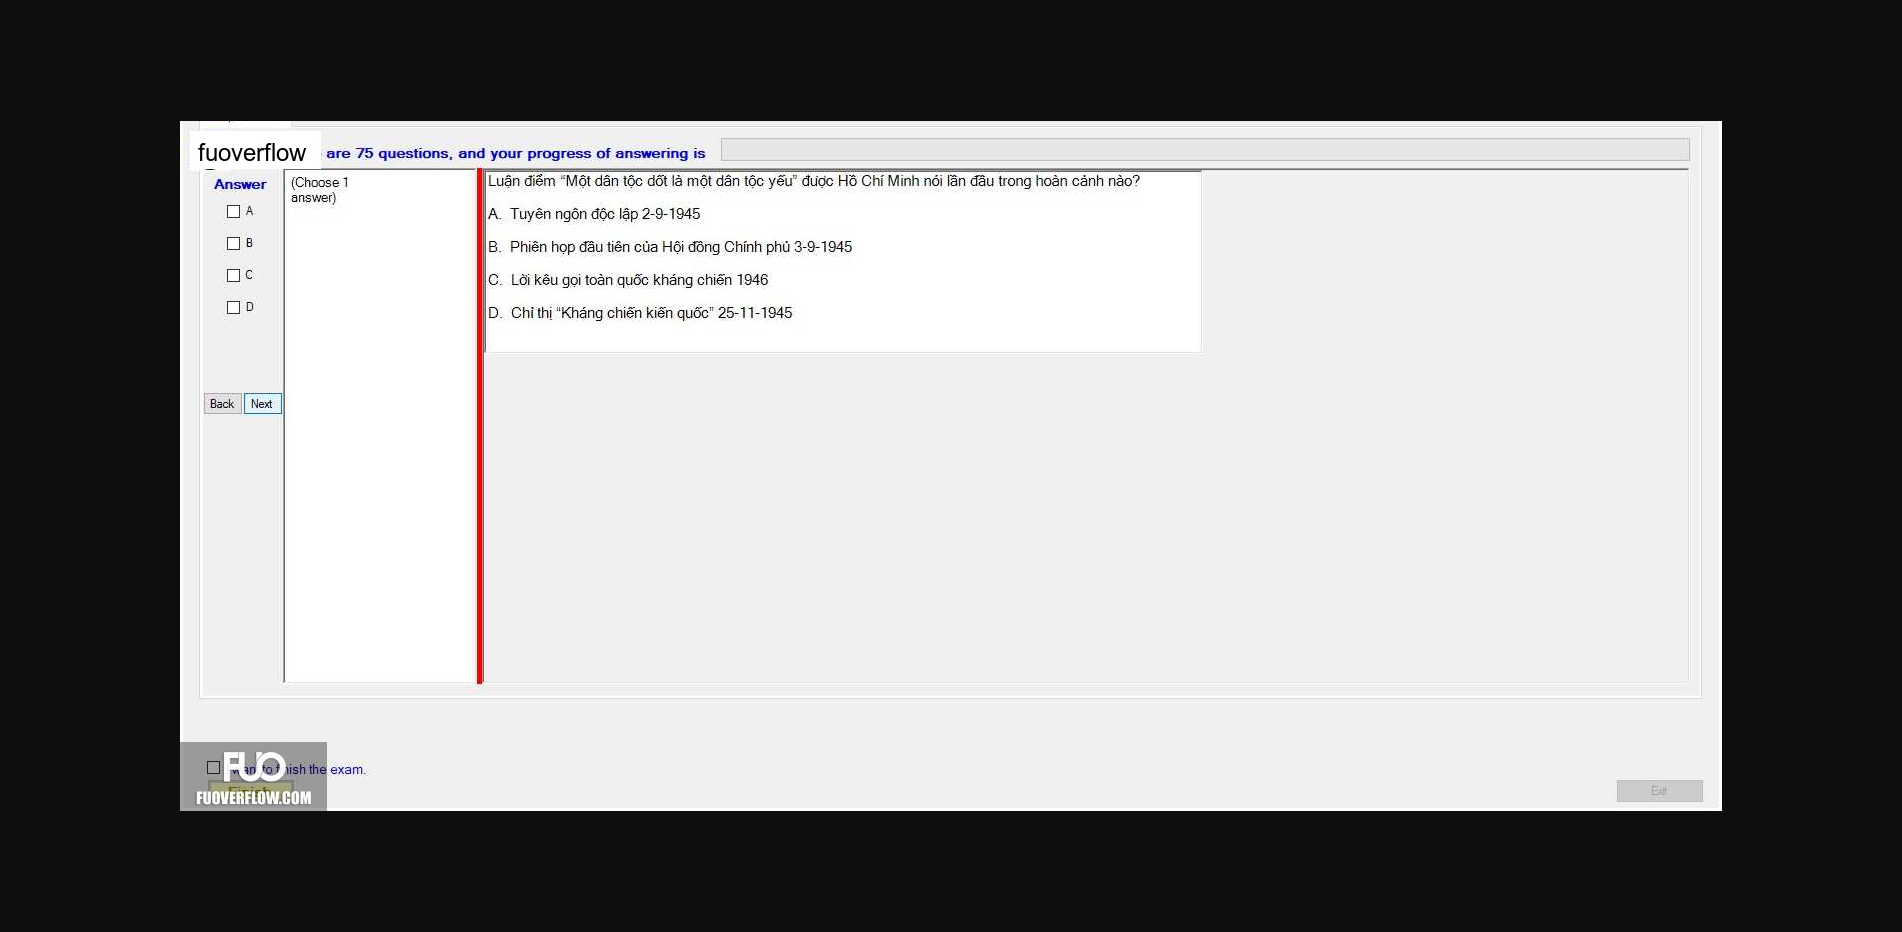 fuoverflow are 75 questions, and your progress of answering is
Answer
(Choose 1
answer)
A
B
C
D
Back Next
Luận điểm “Một dân tộc dốt là một dân tộc yếu” được Hồ Chí Minh nói lần đầu trong hoàn cảnh nào?
A. Tuyên ngôn độc lập 2-9-1945
B. Phiên họp đầu tiên của Hội đồng Chính phủ 3-9-1945
C. Lời kêu gọi toàn quốc kháng chiến 1946
D. Chỉ thị “Kháng chiến kiến quốc” 25-11-1945
FUO
to finish the exam.
FUOVERFLOW.COM
Exit